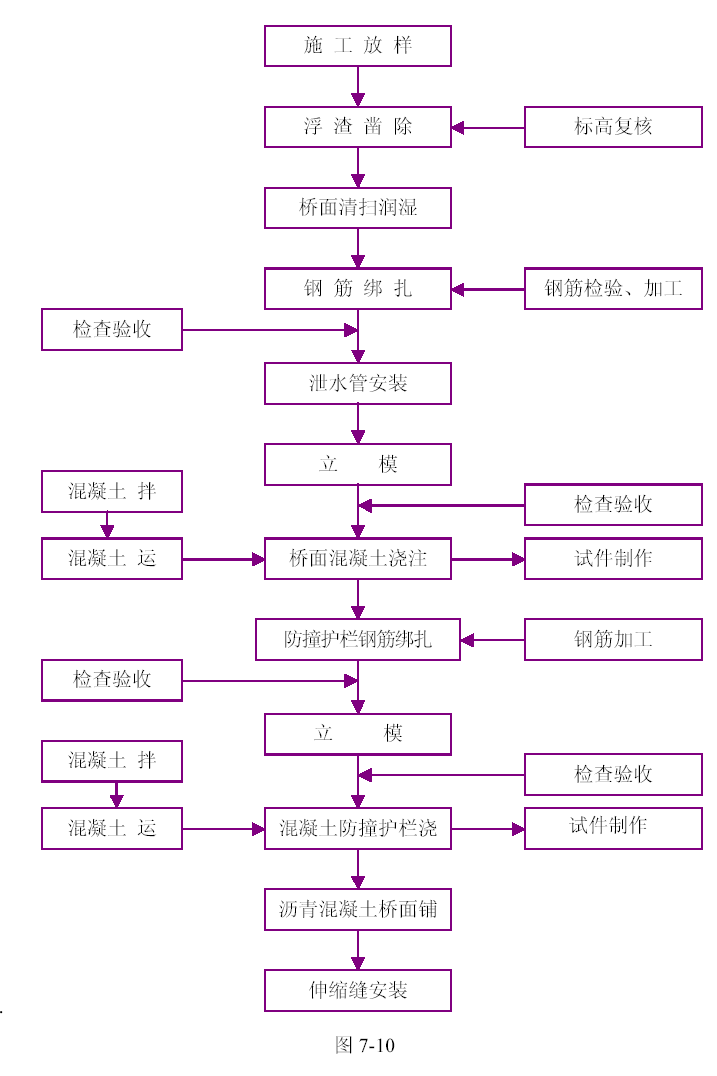 施 工 放 样
浮 渣 凿 除
标高复核
桥面清扫润湿
钢 筋 绑 扎
钢筋检验、加工
检查验收
泄水管安装
立 模
混凝土 拌
检查验收
混凝土 运
桥面混凝土浇注
试件制作
防撞护栏钢筋绑扎
钢筋加工
检查验收
立 模
混凝土 拌
检查验收
混凝土 运
混凝土防撞护栏浇
试件制作
沥青混凝土桥面铺
伸缩缝安装
图 7-10